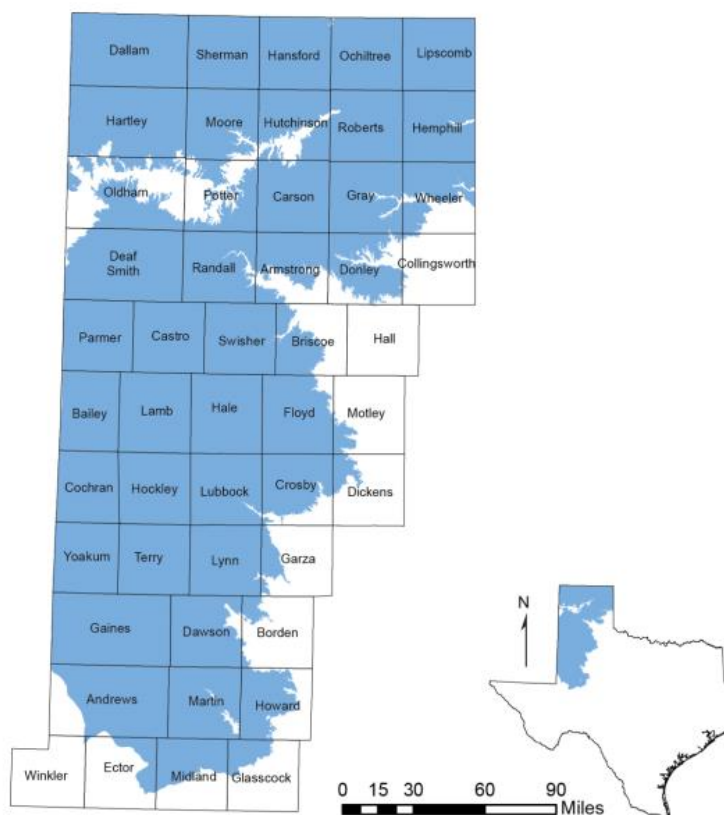 Dallam Sherman Hansford Ochiltree Lipscomb
Hartley Moore Hutchinson Roberts Hemphill
Oldham Potter Carson Gray Wheeler
Deaf Smith Randall Armstrong Donley Collingsworth
Parmer Castro Swisher Briscoe Hall
Bailey Lamb Hale Floyd Motley
Cochran Hockley Lubbock Crosby Dickens
Yoakum Terry Lynn Garza
Gaines Dawson Borden
Andrews Martin Howard
Winkler Ector Midland Glasscock
N
0 15 30 60 90
Miles